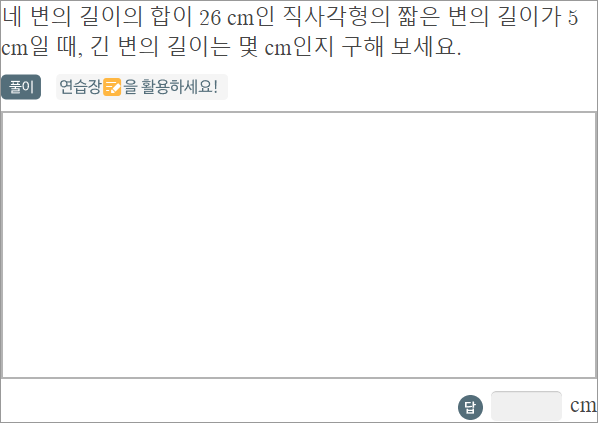 네 변의 길이의 합이 26 cm인 직사각형의 짧은 변의 길이가 5
cm일 때, 긴 변의 길이는 몇 cm인지 구해 보세요.
풀이 연습장을 활용하세요!
답 cm